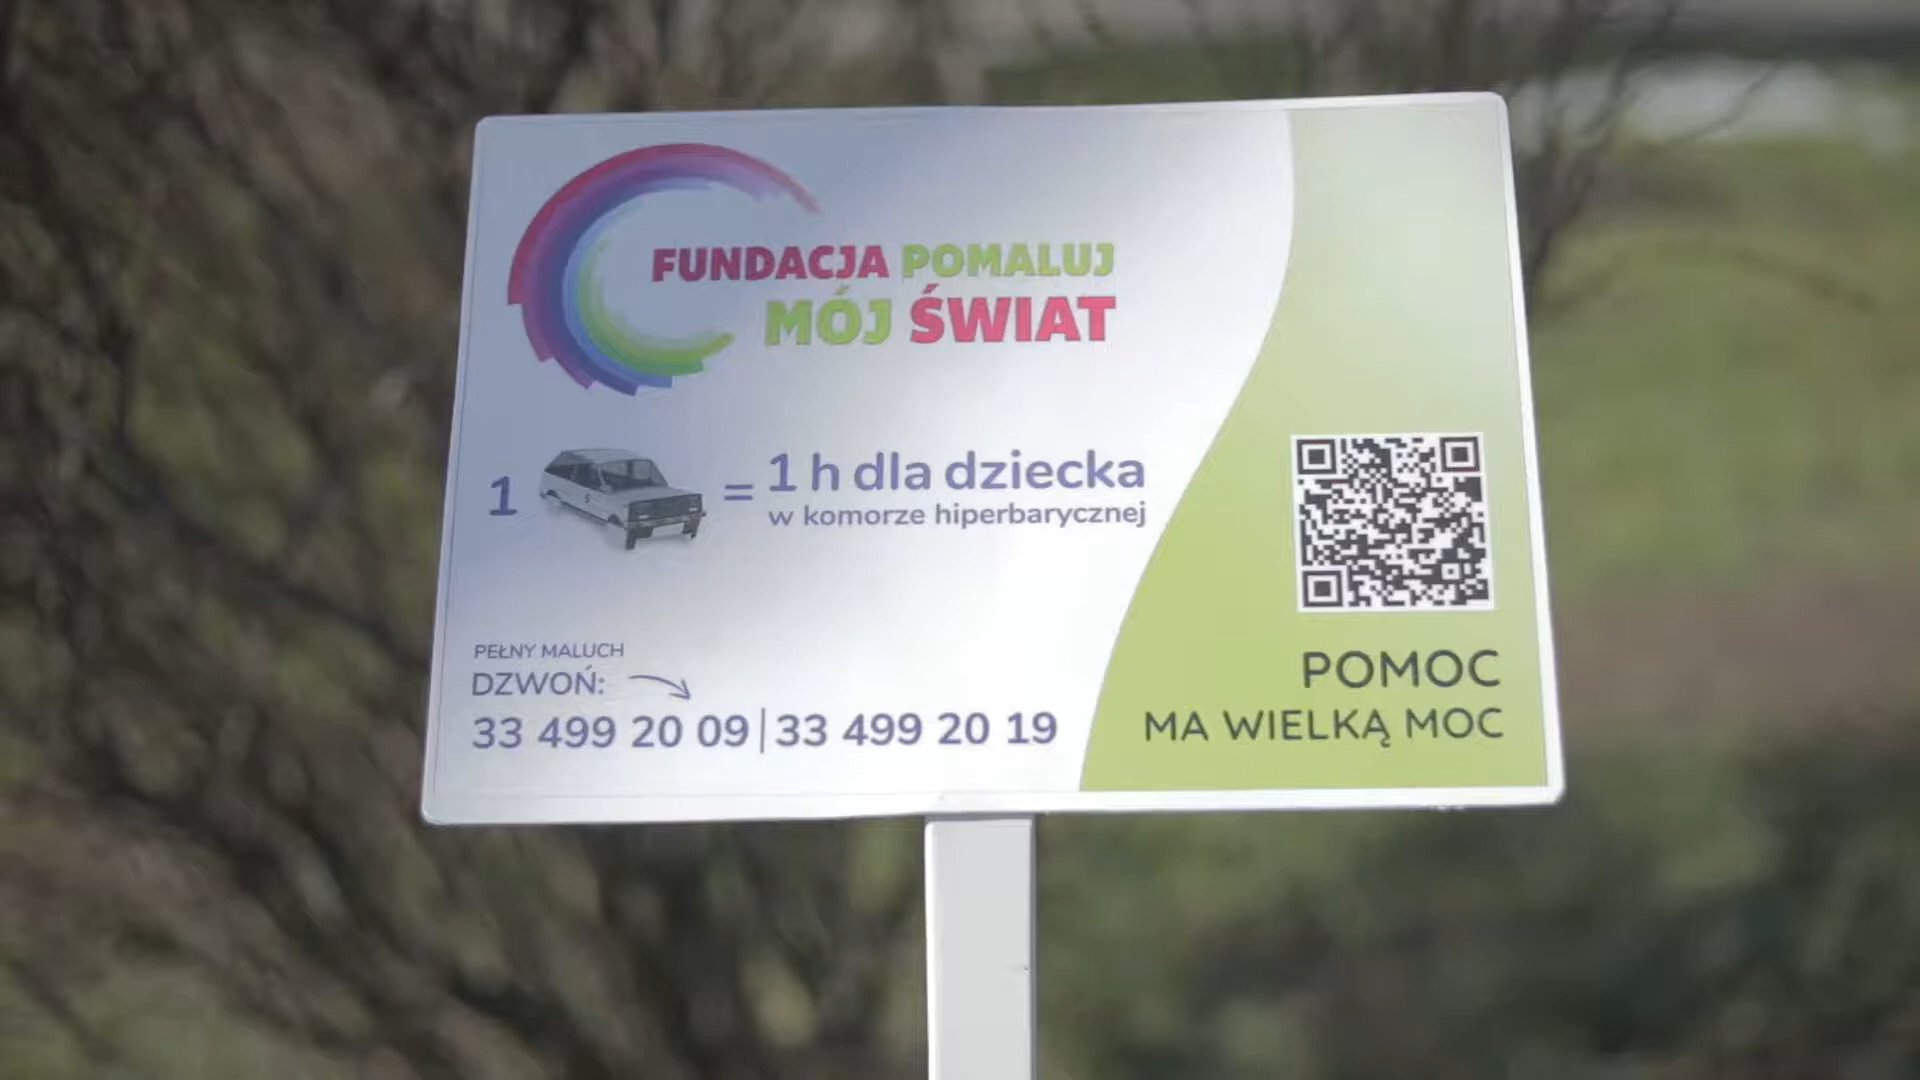 FUNDACJA POMALUJ
MÓJ ŚWIAT
1 = 1 h dla dziecka
w komorze hiperbarycznej
PEŁNY MALUCH
DZWOŃ:
33 499 20 09 | 33 499 20 19
POMOC
MA WIELKĄ MOC